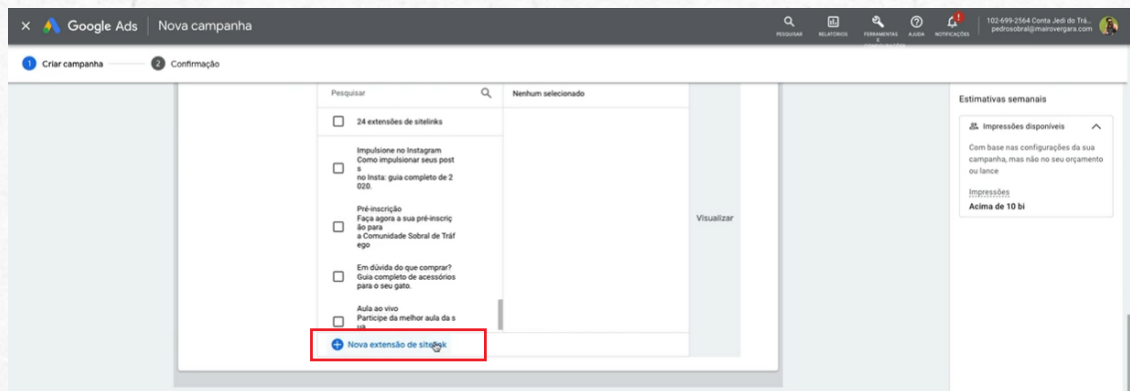 Google Ads
Nova campanha
PESQUISAR
RELATÓRIOS
FERRAMENTAS
E
AJUDA
NOTIFICAÇÕES
102-699-2564 Conta Jedi do Trá...
pedrosobral@mairovergara.com
1 Criar campanha
2 Confirmação
Pesquisar
Nenhum selecionado
24 extensões de sitelinks
Impulsione no Instagram
Como impulsionar seus post
s
no Insta: guia completo de 2
020.
Pré-inscrição
Faça agora a sua pré-inscriç
ão para
a Comunidade Sobral de Tráf
ego
Em dúvida do que comprar?
Guia completo de acessórios
para o seu gato.
Aula ao vivo
Participe da melhor aula da s
ua
Nova extensão de sitelink
Visualizar
Estimativas semanais
Impressões disponíveis
Com base nas configurações da sua
campanha, mas não no seu orçamento
ou lance
Impressões
Acima de 10 bi